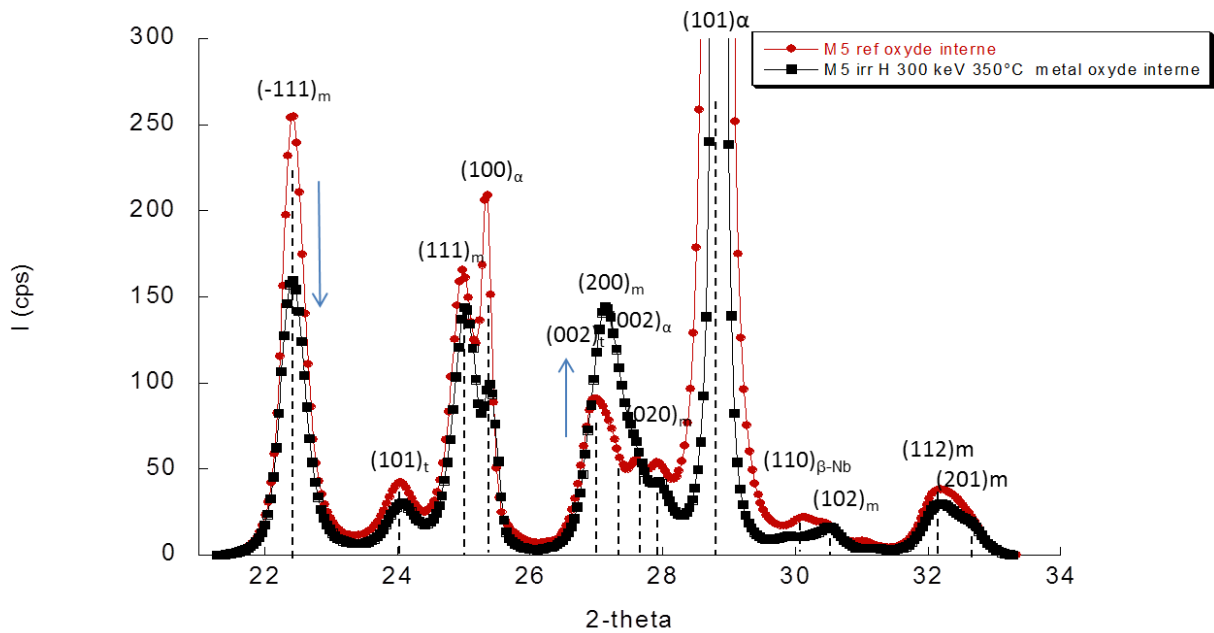 (101)α
300
M5 ref oxyde interne
M5 irr H 300 keV 350°C metal oxyde interne
(-111)m
250
(100)α
200
(111)m
(200)m
150
(002)t
(002)α
100
(020)m
(101)t
(110)β-Nb
(112)m
(201)m
50
(102)m
0
22 24 26 28 30 32 34
I (cps)
2-theta